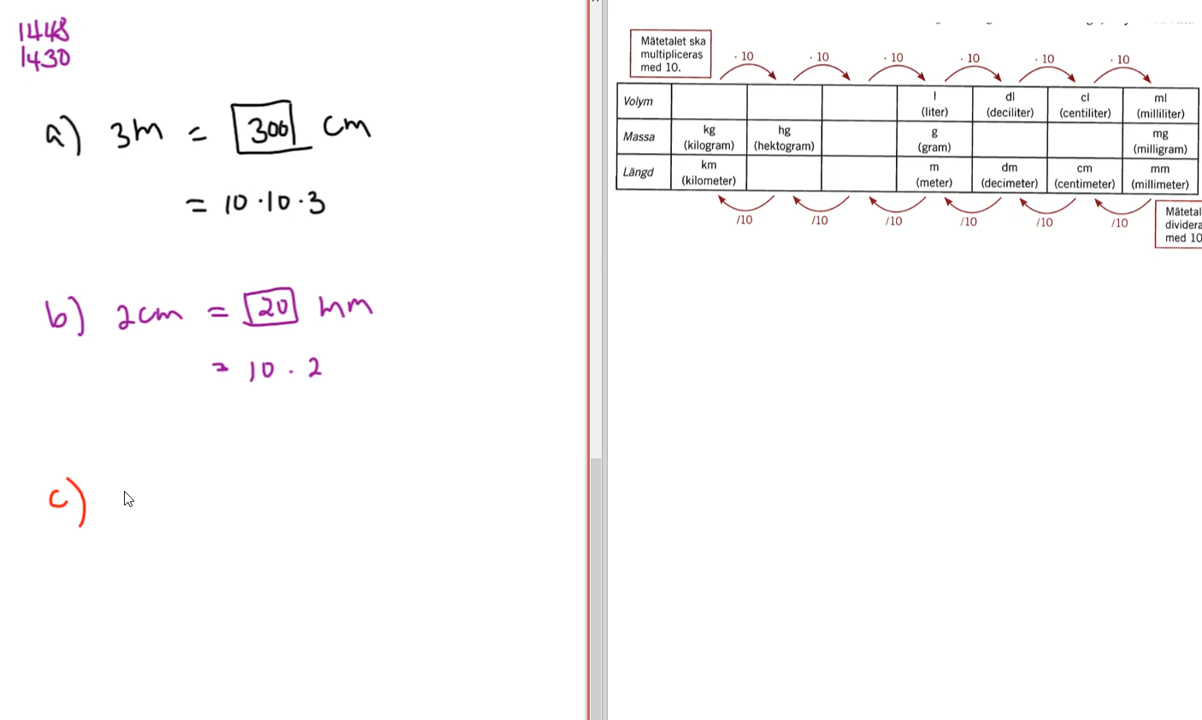 1448
1430
a) 3m = 300 cm
= 10 · 10 · 3
b) 2cm = 20 mm
= 10 · 2
c)
Mätetalet ska
multipliceras
med 10.
· 10 · 10 · 10 · 10 · 10 · 10
Volym l dl cl ml
(liter) (deciliter) (centiliter) (milliliter)
Massa kg hg g mg
(kilogram) (hektogram) (gram) (milligram)
Längd km m dm cm mm
(kilometer) (meter) (decimeter) (centimeter) (millimeter)
/10 /10 /10 /10 /10 /10
Mätetal
dividera
med 10